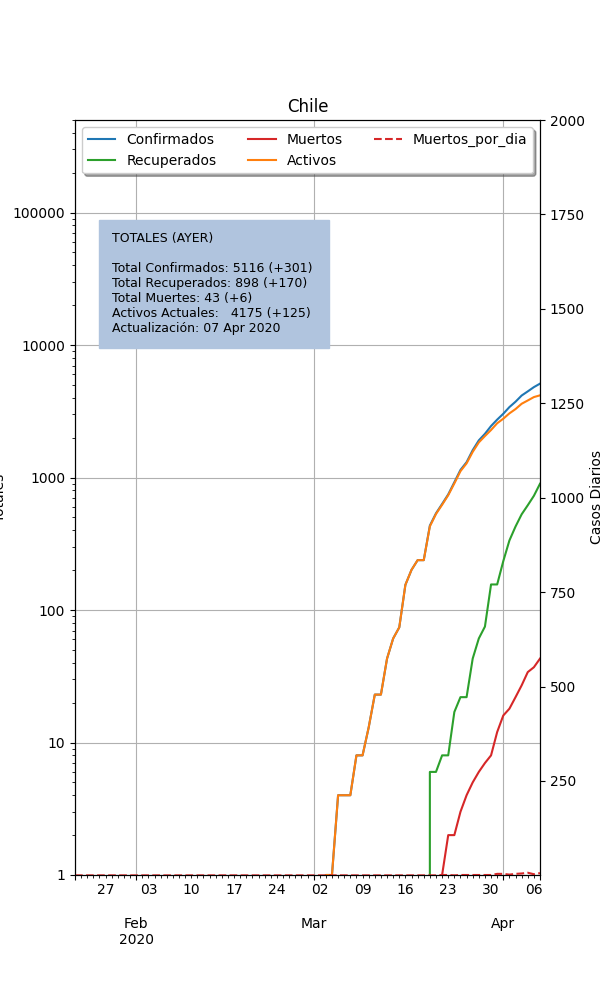 Chile
Confirmados
Recuperados
Muertos
Activos
Muertos_por_dia
TOTALES (AYER)
Total Confirmados: 5116 (+301)
Total Recuperados: 898 (+170)
Total Muertes: 43 (+6)
Activos Actuales: 4175 (+125)
Actualización: 07 Apr 2020
100000
10000
1000
100
10
1
2000
1750
1500
1250
1000
750
500
250
Casos Diarios
27 03 10 17 24 02 09 16 23 30 06
Feb Mar Apr
2020